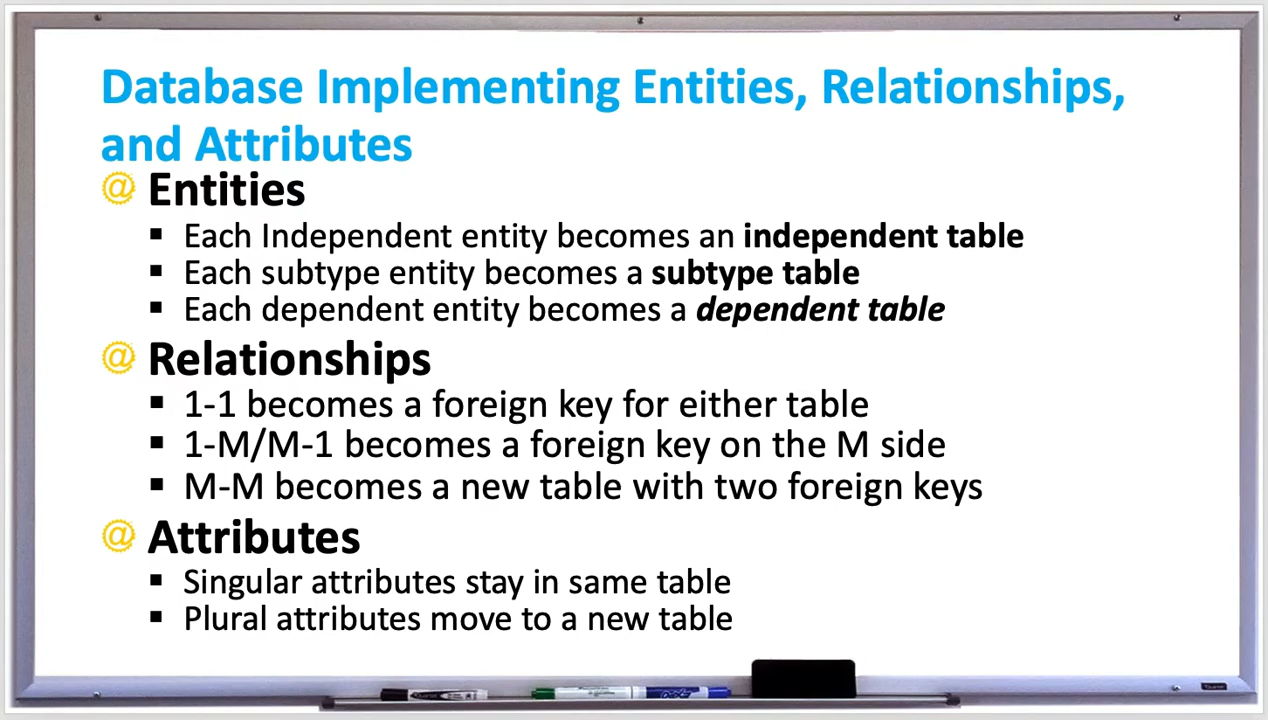 Database Implementing Entities, Relationships,
and Attributes
@ Entities
▪ Each Independent entity becomes an independent table
▪ Each subtype entity becomes a subtype table
▪ Each dependent entity becomes a dependent table
@ Relationships
▪ 1-1 becomes a foreign key for either table
▪ 1-M/M-1 becomes a foreign key on the M side
▪ M-M becomes a new table with two foreign keys
@ Attributes
▪ Singular attributes stay in same table
▪ Plural attributes move to a new table